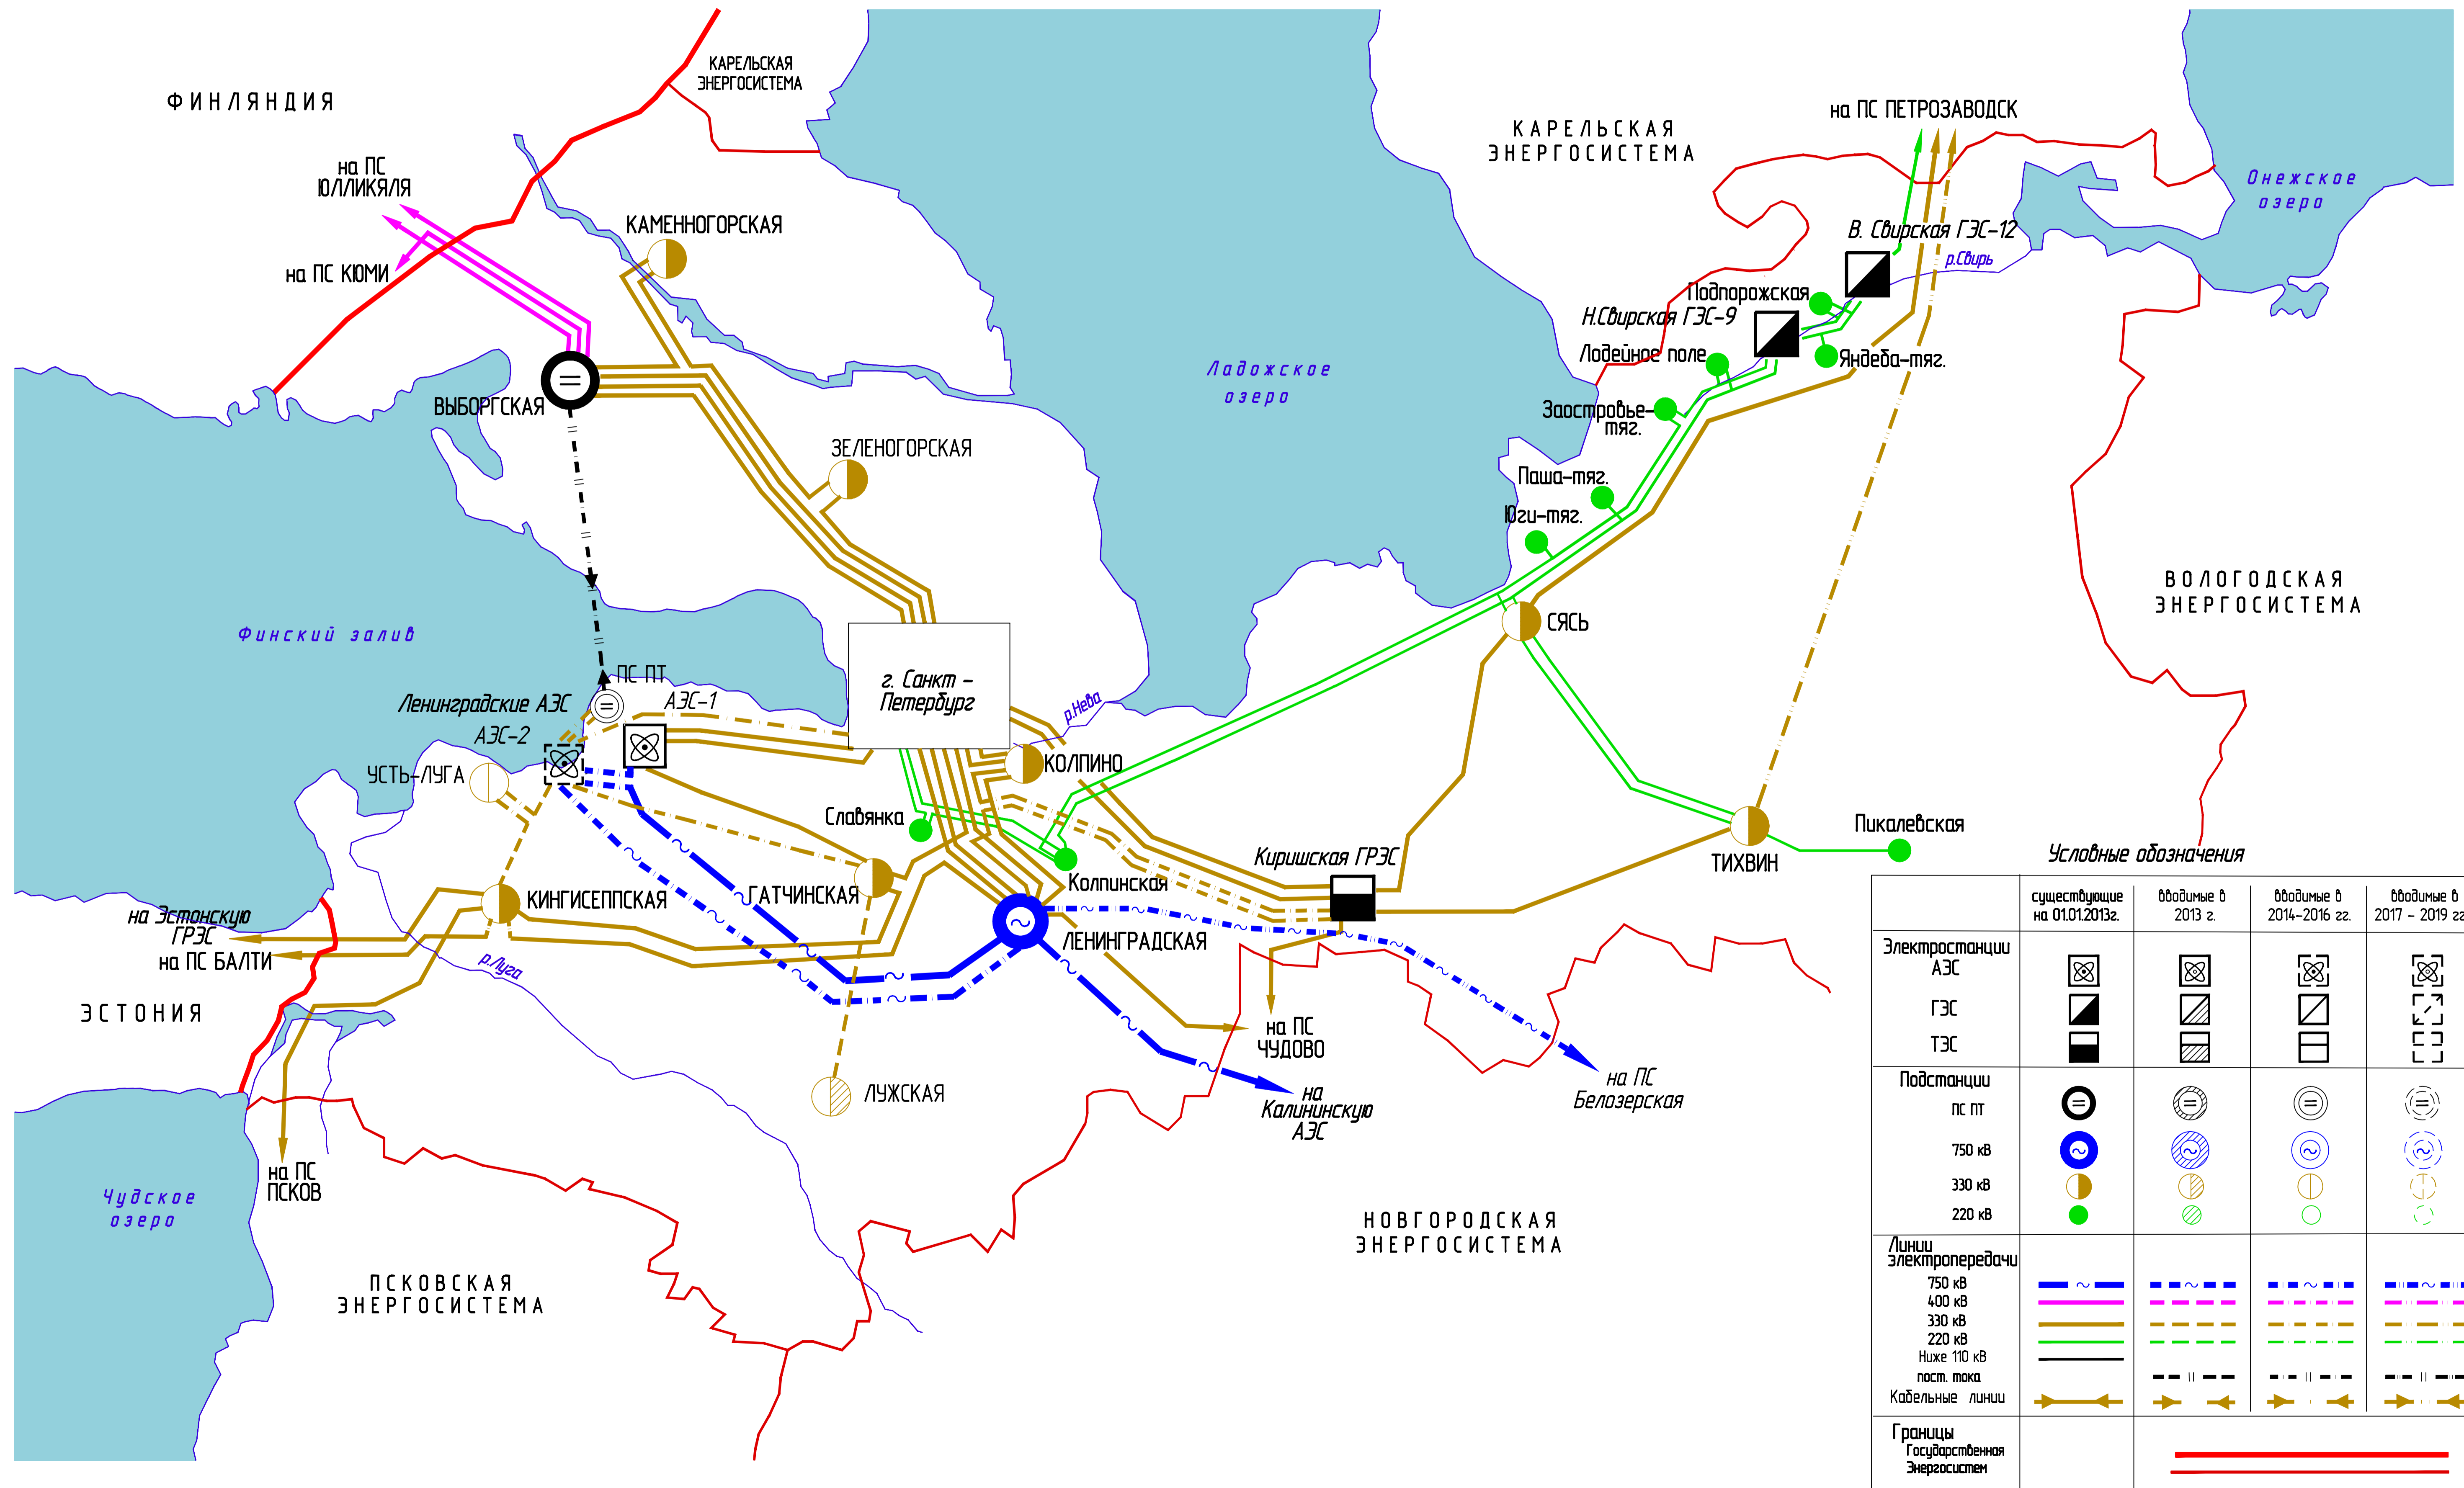 ФИНЛЯНДИЯ
КАРЕЛЬСКАЯ
ЭНЕРГОСИСТЕМА
КАРЕЛЬСКАЯ
ЭНЕРГОСИСТЕМА
на ПС ПЕТРОЗАВОДСК
Онежское
озеро
на ПС
ЮЛЛИКЯЛЯ
на ПС КЮМИ
КАМЕННОГОРСКАЯ
В. Свирская ГЭС-12
р.Свирь
Подпорожская
Н.Свирская ГЭС-9
Лодейное поле
Яндеба-тяг.
Заостровье-
тяг.
Ладожское
озеро
ВЫБОРГСКАЯ
ЗЕЛЕНОГОРСКАЯ
Паша-тяг.
Юги-тяг.
СЯСЬ
ВОЛОГОДСКАЯ
ЭНЕРГОСИСТЕМА
Финский залив
ПС ПТ
Ленинградские АЭС
АЭС-1
АЭС-2
г. Санкт -
Петербург
р.Нева
УСТЬ-ЛУГА
КОЛПИНО
Славянка
Колпинская
Киришская ГРЭС
ТИХВИН
Пикалевская
КИНГИСЕППСКАЯ
ГАТЧИНСКАЯ
ЛЕНИНГРАДСКАЯ
на Эстонскую
ГРЭС
на ПС БАЛТИ
р.Луга
ЭСТОНИЯ
на ПС
ЧУДОВО
на
Калининскую
АЭС
на ПС
Белозерская
ЛУЖСКАЯ
на ПС
ПСКОВ
Чудское
озеро
ПСКОВСКАЯ
ЭНЕРГОСИСТЕМА
НОВГОРОДСКАЯ
ЭНЕРГОСИСТЕМА
Условные обозначения
существующие
на 01.01.2013г.
вводимые в
2013 г.
вводимые в
2014-2016 гг.
вводимые в
2017 - 2019 гг
Электростанции
АЭС
ГЭС
ТЭС
Подстанции
ПС ПТ
750 кВ
330 кВ
220 кВ
Линии
электропередачи
750 кВ
400 кВ
330 кВ
220 кВ
Ниже 110 кВ
пост. тока
Кабельные линии
Границы
Государственная
Энергосистем